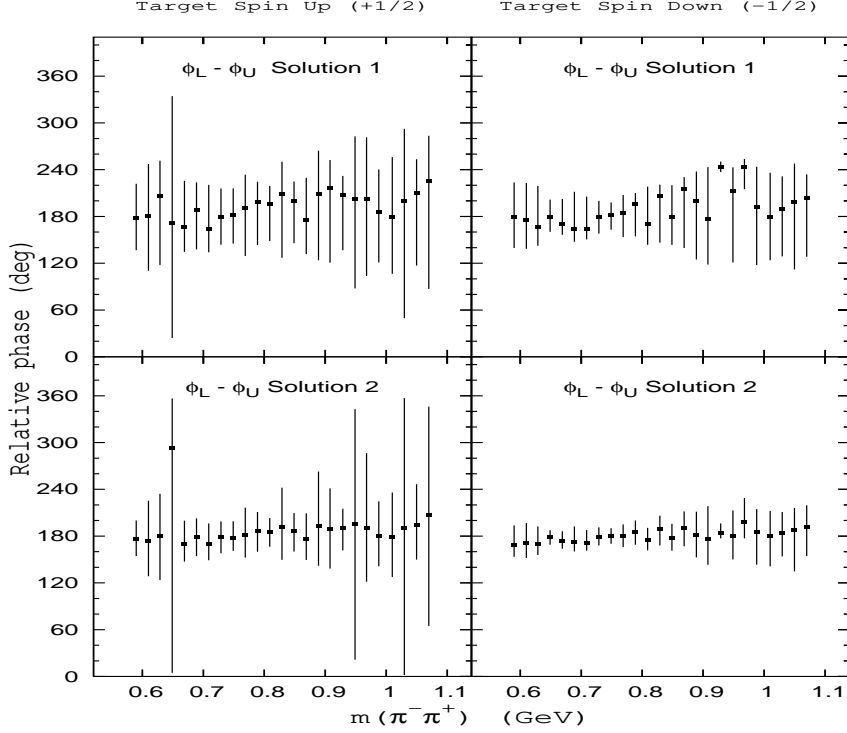 Target Spin Up (+1/2) Target Spin Down (−1/2)
ϕL - ϕU Solution 1 ϕL - ϕU Solution 1
360
300
240
180
120
60
0
Relative phase (deg)
ϕL - ϕU Solution 2 ϕL - ϕU Solution 2
360
300
240
180
120
60
0
0.6 0.7 0.8 0.9 1 1.1 0.6 0.7 0.8 0.9 1 1.1
m(π−π+) (GeV)